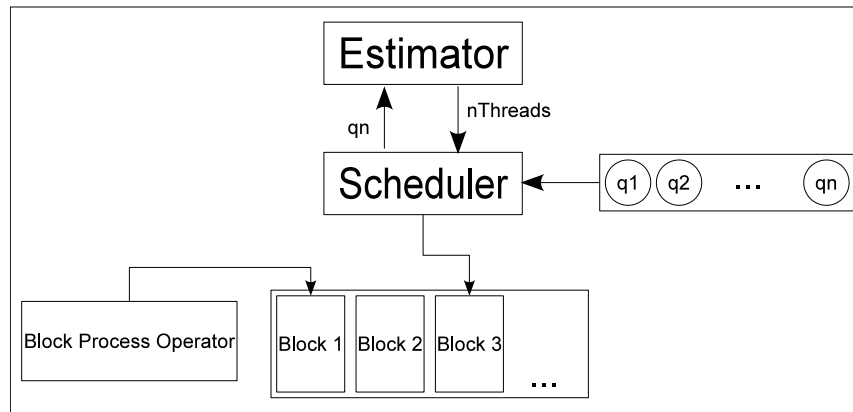 Estimator
qn
nThreads
Scheduler
q1 q2 ... qn
Block Process Operator
Block 1 Block 2 Block 3 ...